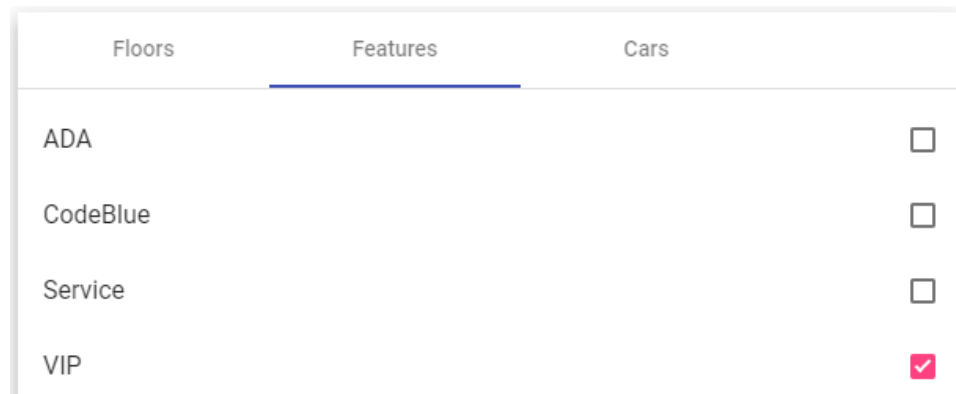 Floors Features Cars
ADA
CodeBlue
Service
VIP